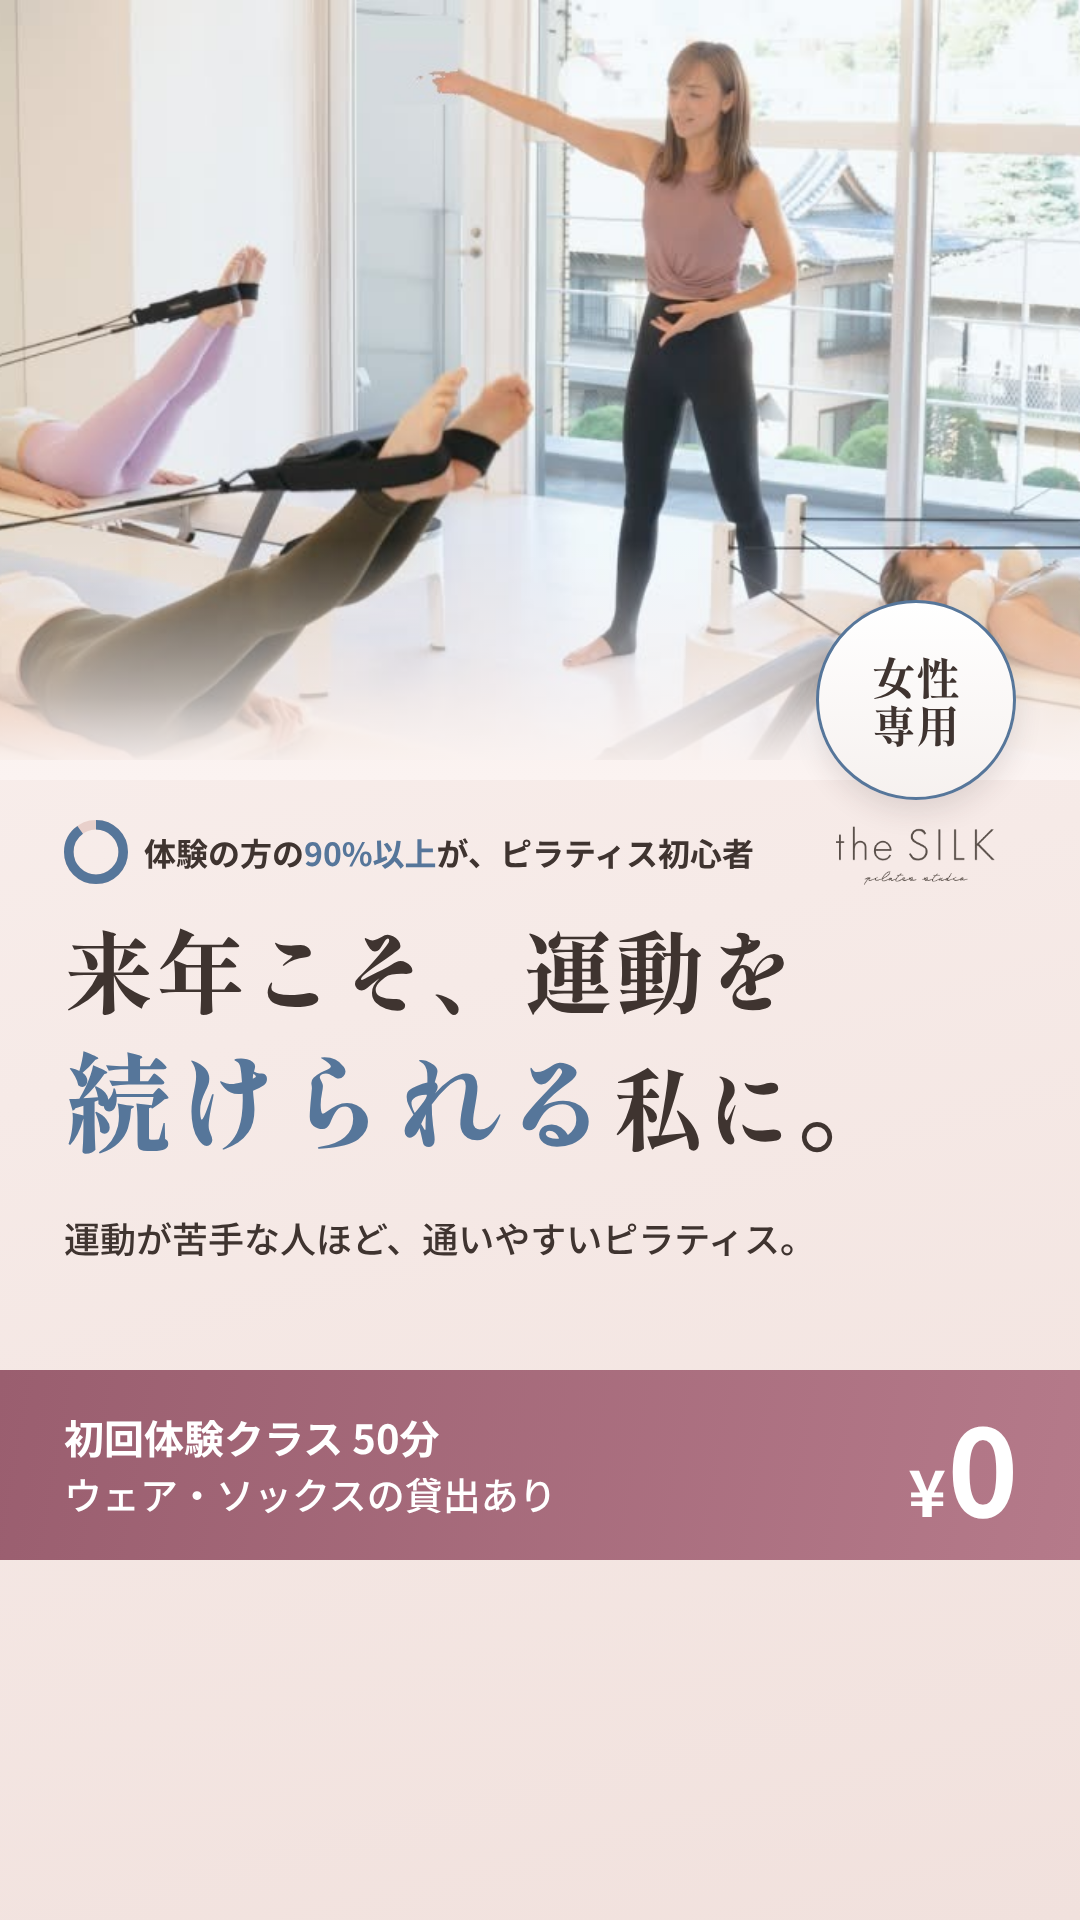 女性
専用
体験の方の90%以上が、ピラティス初心者
the SILK
pilates studio
来年こそ、運動を
続けられる私に。
運動が苦手な人ほど、通いやすいピラティス。
初回体験クラス 50分
ウェア・ソックスの貸出あり
¥0